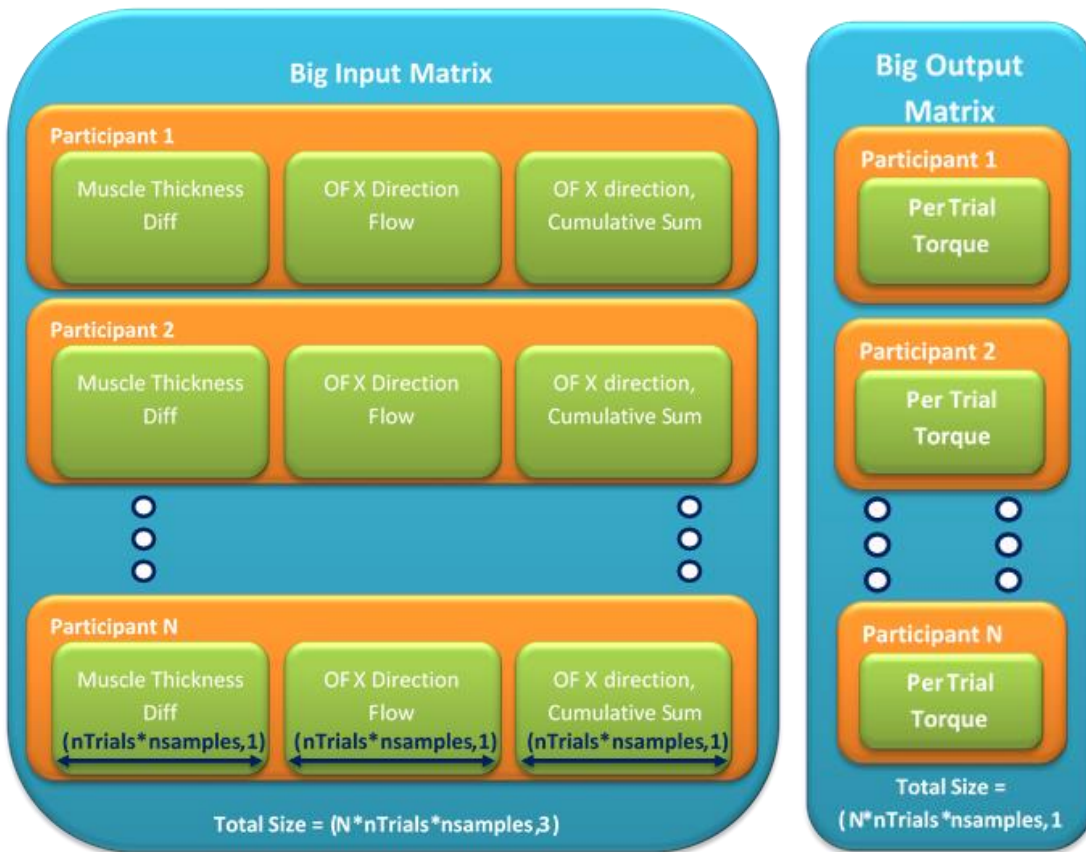 Big Input Matrix
Participant 1
Muscle Thickness
Diff
OF X Direction
Flow
OF X direction,
Cumulative Sum
Participant 2
Muscle Thickness
Diff
OF X Direction
Flow
OF X direction,
Cumulative Sum
Participant N
Muscle Thickness
Diff
(nTrials*nsamples,1)
OF X Direction
Flow
(nTrials*nsamples,1)
OF X direction,
Cumulative Sum
(nTrials*nsamples,1)
Total Size = (N*nTrials*nsamples,3)
Big Output
Matrix
Participant 1
Per Trial
Torque
Participant 2
Per Trial
Torque
Participant N
Per Trial
Torque
Total Size =
(N*nTrials*nsamples,1